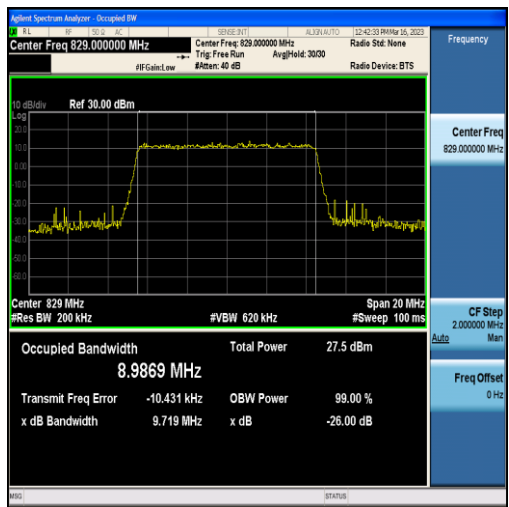 Agilent Spectrum Analyzer - Occupied BW
RL RF 50 Ω AC SENSE:INT ALIGN AUTO 12:42:33 PM Mar 16, 2023
Center Freq 829.000000 MHz
Center Freq: 829.000000 MHz
Radio Std: None
Trig: Free Run Avg|Hold: 30/30
#IFGain:Low #Atten: 40 dB Radio Device: BTS
10 dB/div Ref 30.00 dBm
Log
20.0
10.0
0.00
-10.0
-20.0
-30.0
-40.0
-50.0
-60.0
Center 829 MHz Span 20 MHz
#Res BW 200 kHz #VBW 620 kHz #Sweep 100 ms
Occupied Bandwidth Total Power 27.5 dBm
8.9869 MHz
Transmit Freq Error -10.431 kHz OBW Power 99.00 %
x dB Bandwidth 9.719 MHz x dB -26.00 dB
MSG STATUS
Frequency
Center Freq
829.000000 MHz
CF Step
2.000000 MHz
Auto Man
Freq Offset
0 Hz